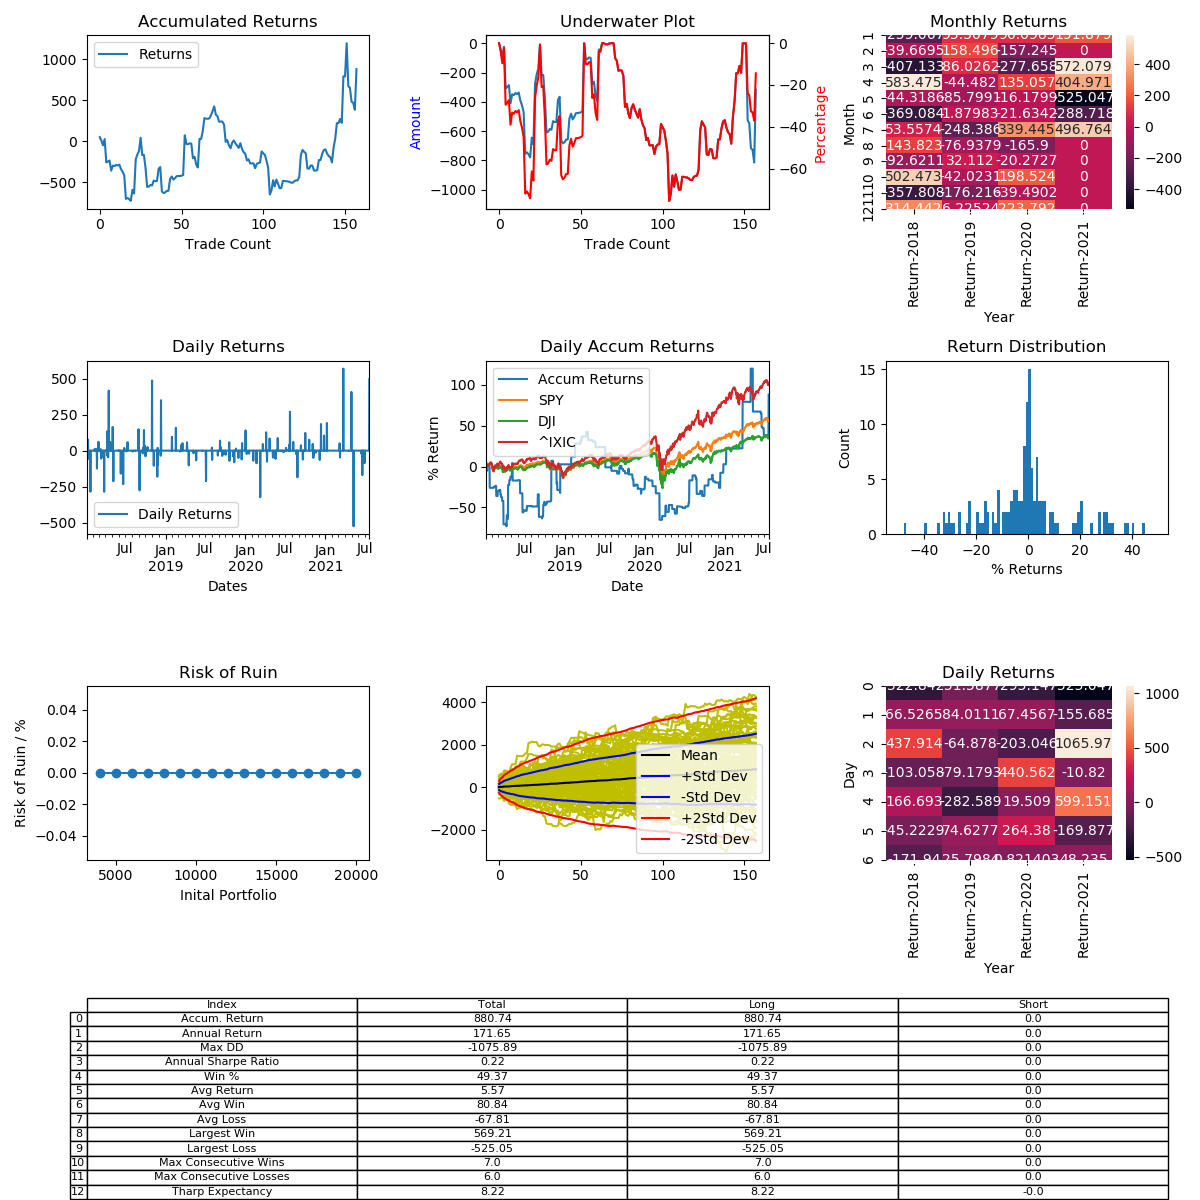 Accumulated Returns
Returns
1000
500
0
−500
0
50
100
150
Trade Count
Underwater Plot
Amount
0
−200
−400
−600
−800
−1000
0
−20
−40
−60
Percentage
0
50
100
150
Trade Count
Monthly Returns
Month
1
2 -39.6695 158.496 -157.245 0
3 -407.133 86.0262 -277.658 572.079
4 583.475 -44.482 135.057 404.971
5 -44.3186 -525.047
6 -369.084 -21.6342 -288.718
7 -53.5574 -248.386 339.445 496.764
8 143.823 -76.9379 -165.9 0
9 -92.6211 32.112 -20.2727 0
10 502.473 -42.0231 198.524 0
11 -357.808 -176.216 -39.4902 0
12 0
Return-2018
Return-2019
Return-2020
Return-2021
Year
400
200
0
−200
−400
Daily Returns
500
250
0
−250
−500
Daily Returns
Jul
Jan
2019
Jul
Jan
2020
Jul
Jan
2021
Jul
Dates
Daily Accum Returns
% Return
100
50
0
−50
Accum Returns
SPY
DJI
^IXIC
Jul
Jan
2019
Jul
Jan
2020
Jul
Jan
2021
Jul
Date
Return Distribution
Count
15
10
5
0
−40
−20
0
20
40
% Returns
Risk of Ruin
Risk of Ruin / %
0.04
0.02
0.00
−0.02
−0.04
5000
10000
15000
20000
Inital Portfolio
4000
2000
0
−2000
Mean
+Std Dev
-Std Dev
+2Std Dev
-2Std Dev
0
50
100
150
Daily Returns
Day
0
1 -155.685
2 437.914 -64.878 -203.046 1065.97
3 -103.058 440.562 -10.82
4 -166.693 -282.589 19.509 599.151
5 -45.2229 74.6277 264.38 -169.877
6
Return-2018
Return-2019
Return-2020
Return-2021
Year
1000
500
0
−500
Index Total Long Short
0 Accum. Return 880.74 880.74 0.0
1 Annual Return 171.65 171.65 0.0
2 Max DD -1075.89 -1075.89 0.0
3 Annual Sharpe Ratio 0.22 0.22 0.0
4 Win % 49.37 49.37 0.0
5 Avg Return 5.57 5.57 0.0
6 Avg Win 80.84 80.84 0.0
7 Avg Loss -67.81 -67.81 0.0
8 Largest Win 569.21 569.21 0.0
9 Largest Loss -525.05 -525.05 0.0
10 Max Consecutive Wins 7.0 7.0 0.0
11 Max Consecutive Losses 6.0 6.0 0.0
12 Tharp Expectancy 8.22 8.22 -0.0